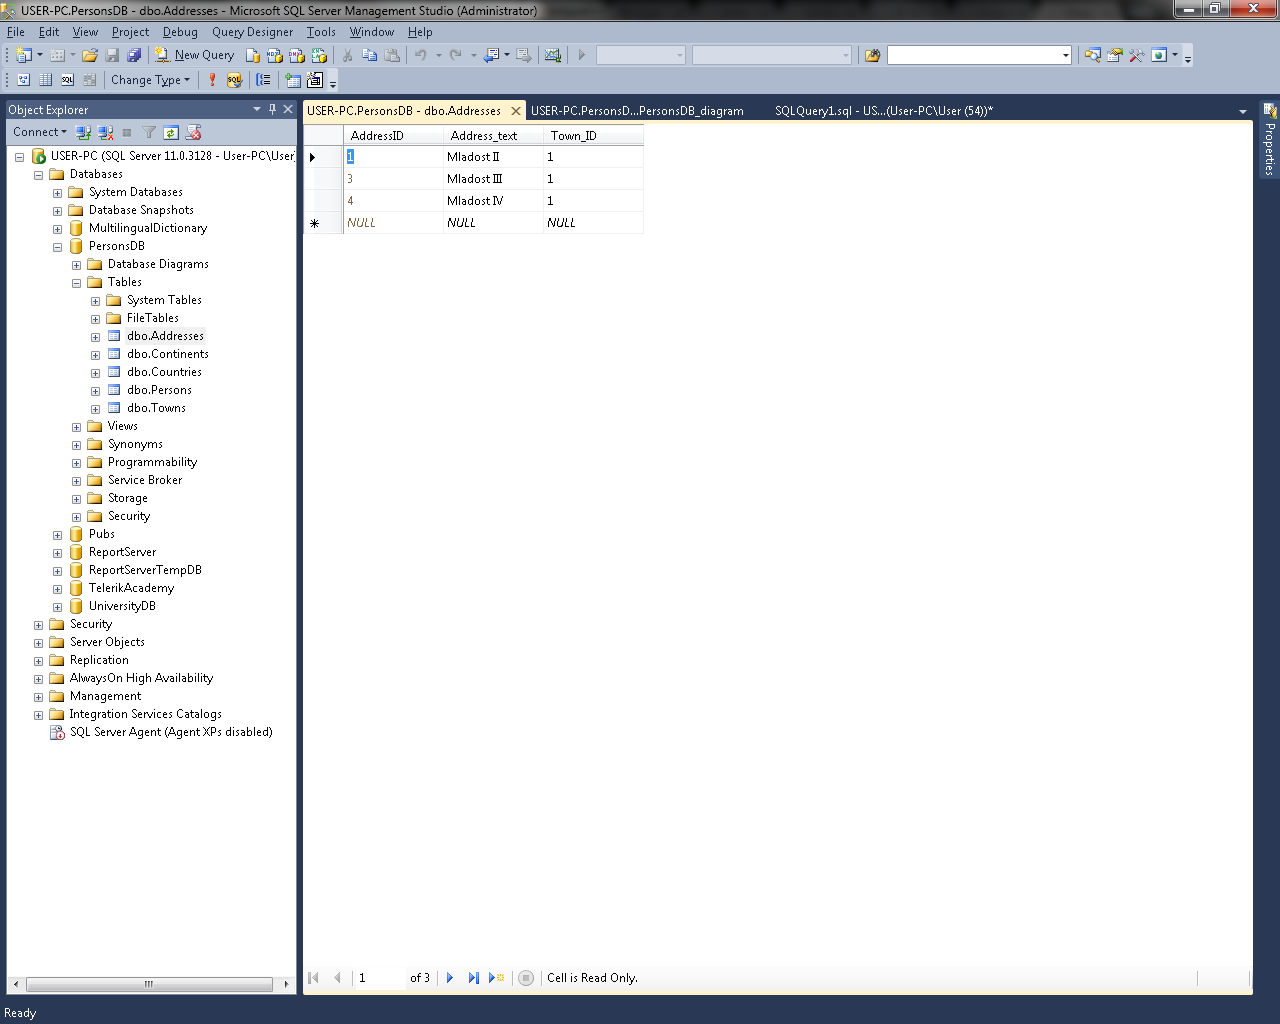 USER-PC.PersonsDB - dbo.Addresses - Microsoft SQL Server Management Studio (Administrator)
File Edit View Project Debug Query Designer Tools Window Help
New Query
Change Type
Object Explorer
USER-PC.PersonsDB - dbo.Addresses
USER-PC.PersonsD...PersonsDB_diagram
SQLQuery1.sql - US...(User-PC\User (54))*
Properties
Connect
USER-PC (SQL Server 11.0.3128 - User-PC\User
Databases
System Databases
Database Snapshots
MultilingualDictionary
PersonsDB
Database Diagrams
Tables
System Tables
FileTables
dbo.Addresses
dbo.Continents
dbo.Countries
dbo.Persons
dbo.Towns
Views
Synonyms
Programmability
Service Broker
Storage
Security
Pubs
ReportServer
ReportServerTempDB
TelerikAcademy
UniversityDB
Security
Server Objects
Replication
AlwaysOn High Availability
Management
Integration Services Catalogs
SQL Server Agent (Agent XPs disabled)
AddressID Address_text Town_ID
1 Mladost II 1
3 Mladost III 1
4 Mladost IV 1
NULL NULL NULL
1 of 3 Cell is Read Only.
Ready